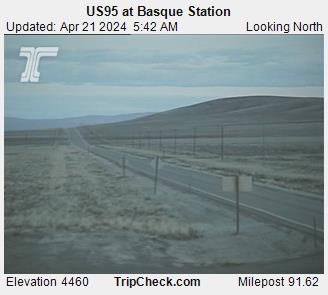 US95 at Basque Station
Updated: Apr 21 2024 5:42 AM Looking North
Elevation 4460 TripCheck.com Milepost 91.62